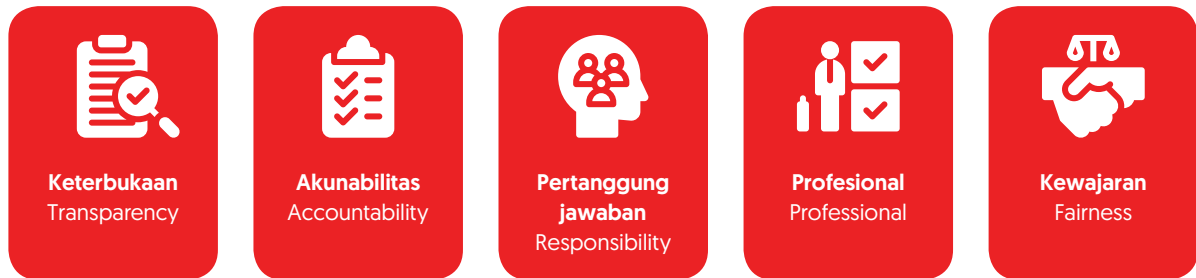 Keterbukaan
Transparency
Akunabilitas
Accountability
Pertanggung
jawaban
Responsibility
Profesional
Professional
Kewajaran
Fairness